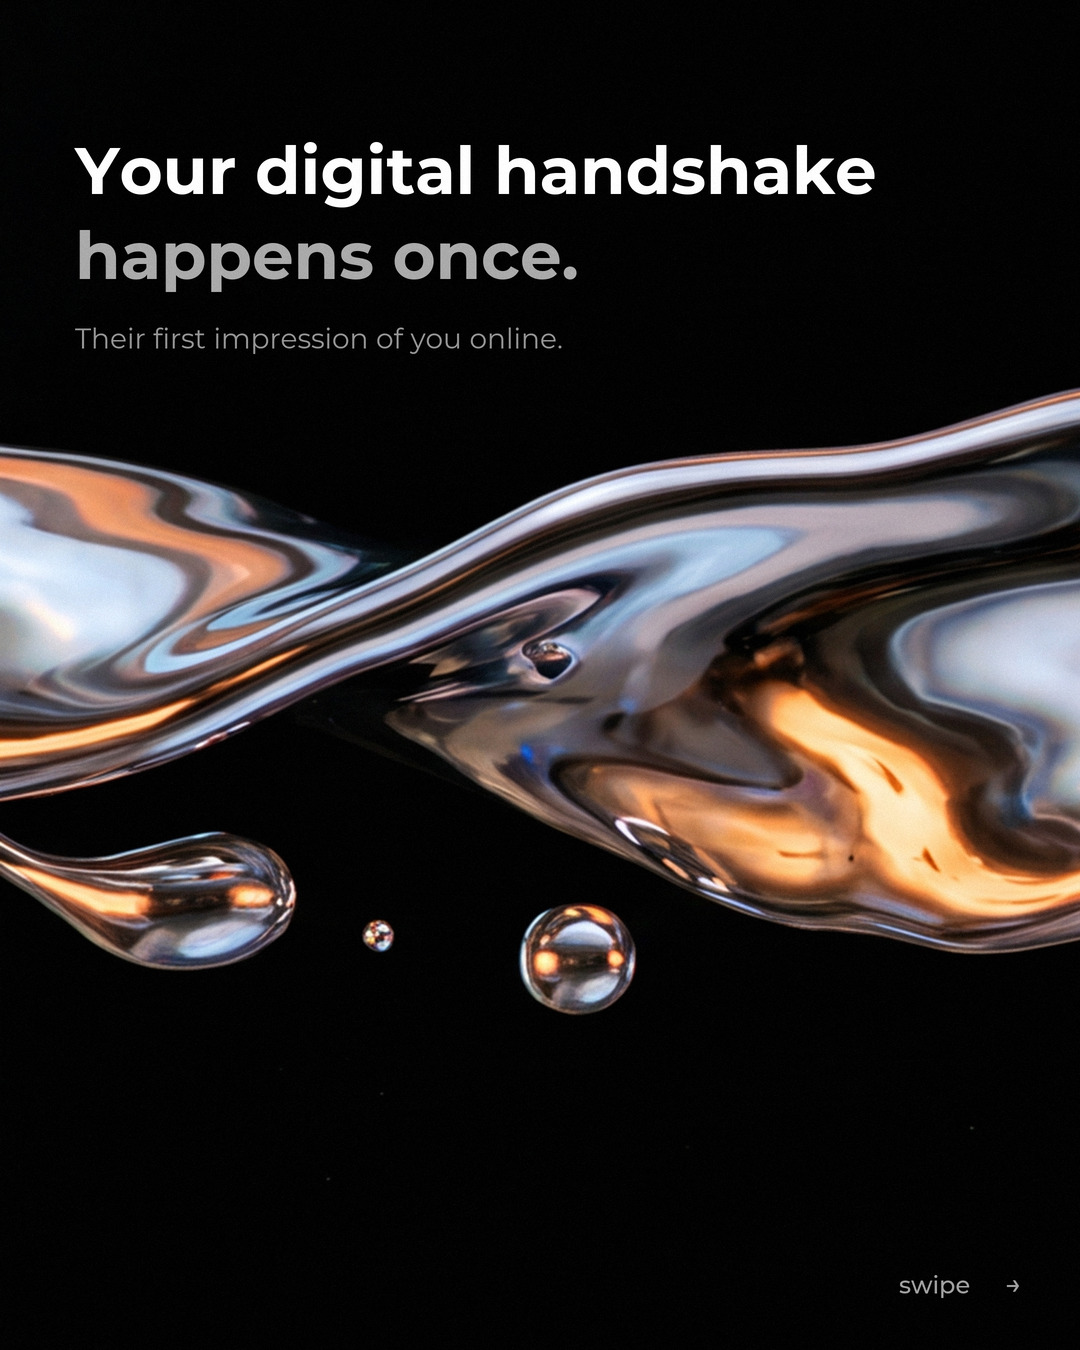 Your digital handshake
happens once.
Their first impression of you online.
swipe →